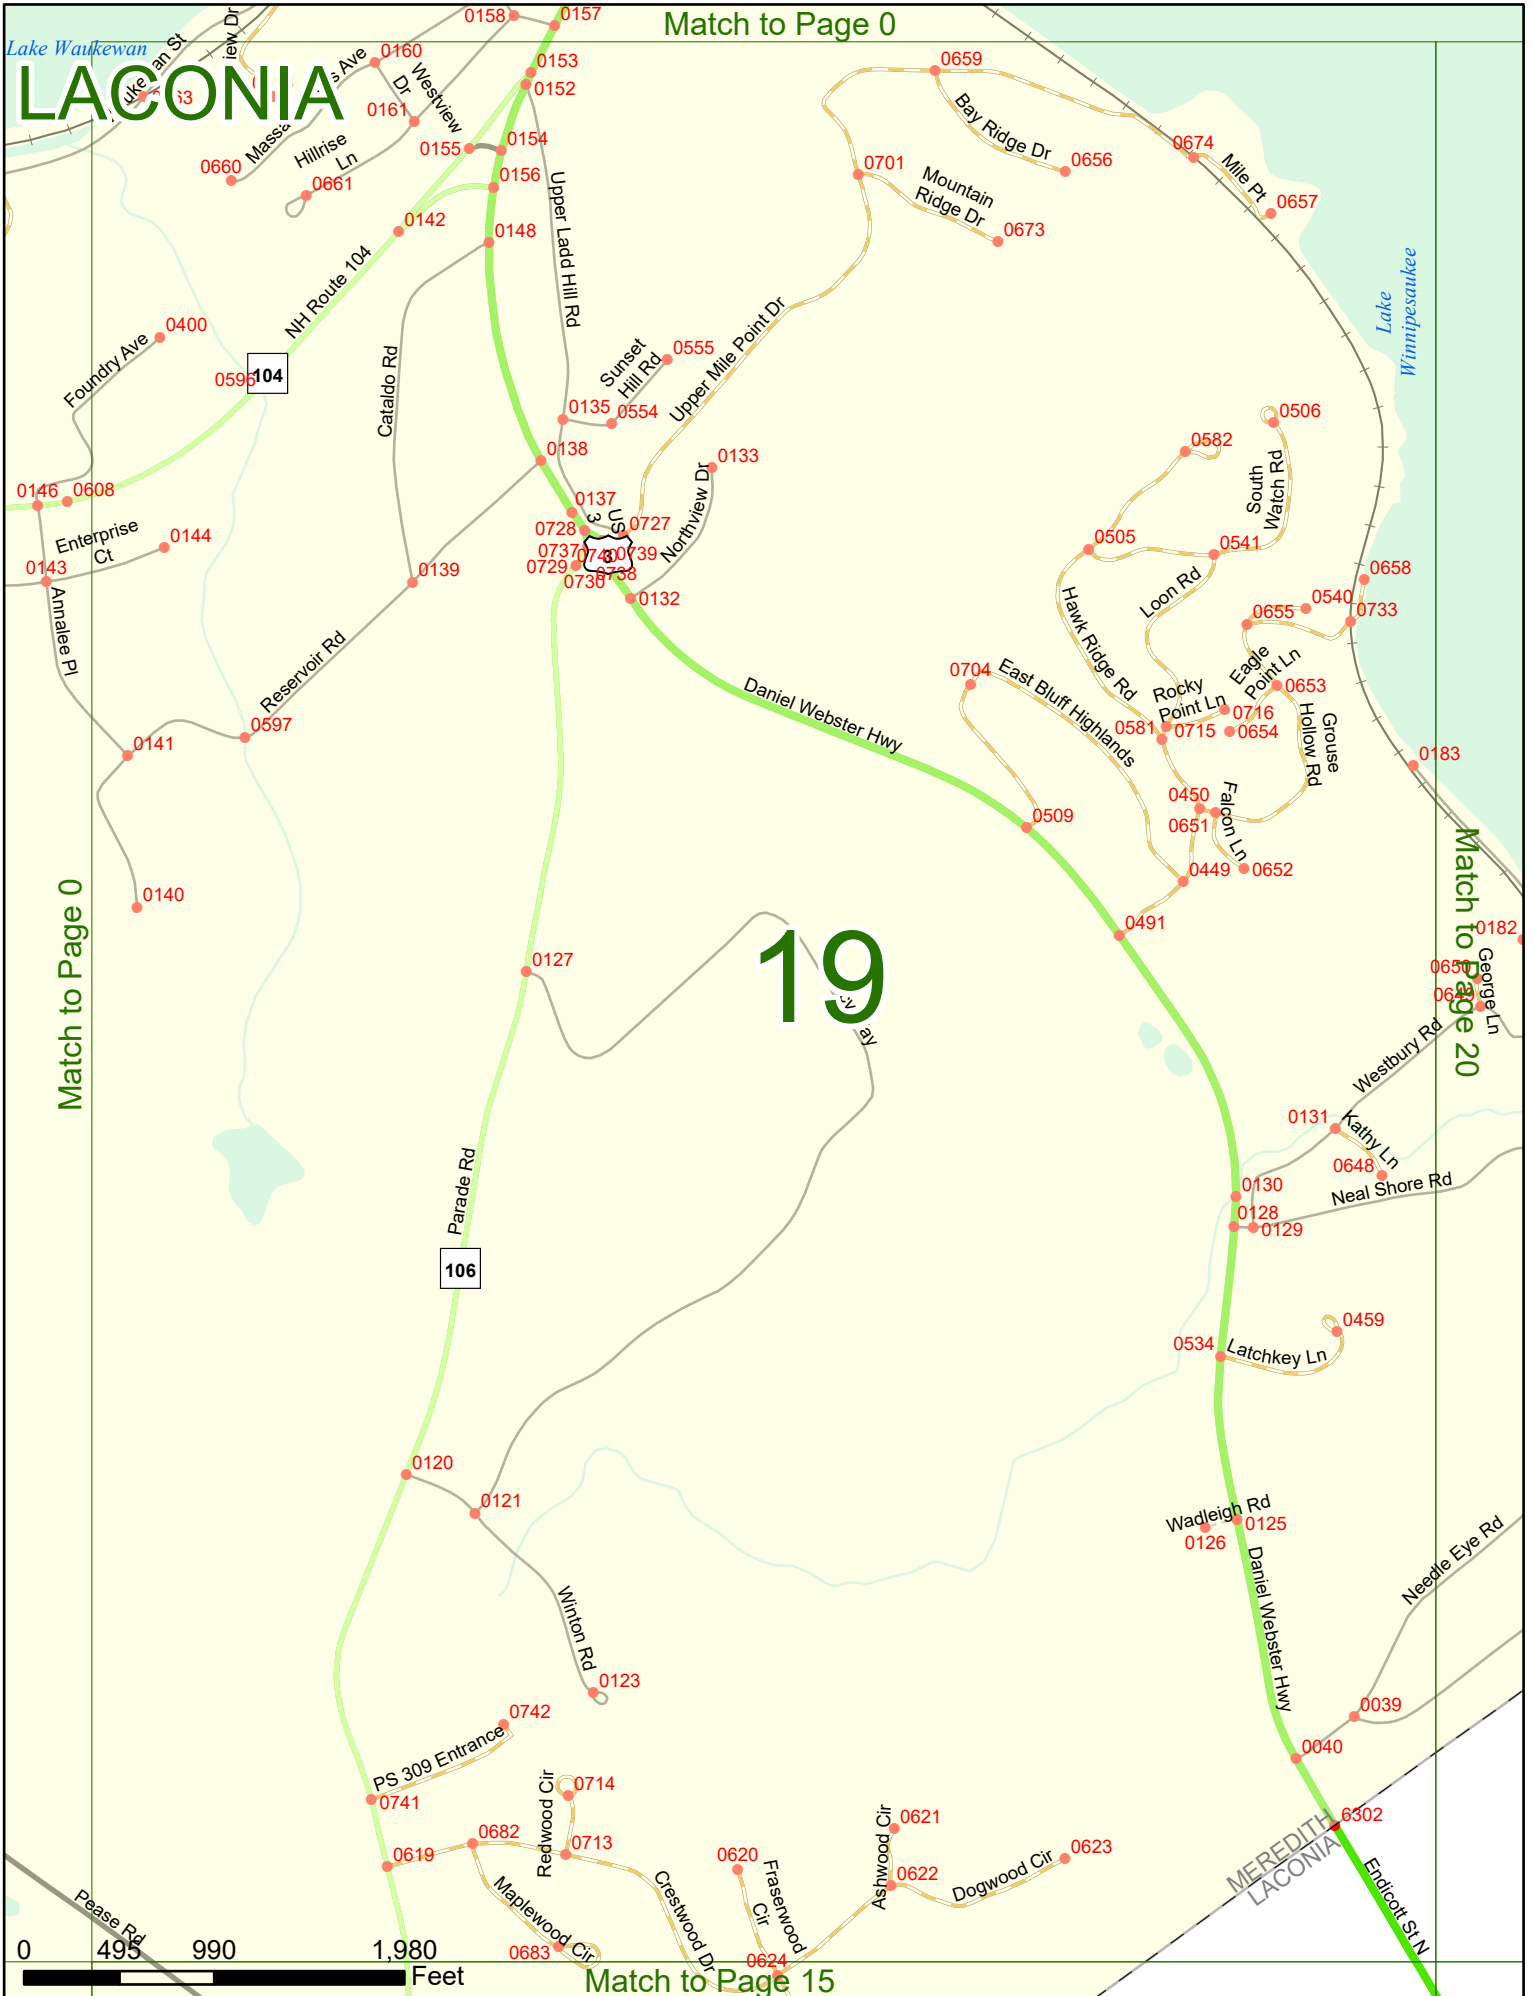 Match to Page 0
Lake Waukewan
LACONIA
iew Dr
0158
0157
0160
0153
0152
Westview
Dr
0161
0155
0154
0660
Hillrise
Ln
0661
0156
0142
0148
Upper Ladd Hill Rd
0659
Bay Ridge Dr
0656
0674
Mile Pt
0657
0701
Mountain
Ridge Dr
0673
NH Route 104
0400
Foundry Ave
0596
104
Cataldo Rd
Sunset
Hill Rd
0555
0135
0554
Upper Mile Point Dr
Lake
Winnipesaukee
0138
0133
Northview Dr
0506
0582
South
Watch Rd
0146
0608
Enterprise
Ct
0144
0143
0137
3
US
0728
0727
0737
0740
0739
3
0729
0730
0738
0132
0139
0505
0541
Loon Rd
0658
0540
0655
0733
Annalee Pl
Reservoir Rd
0597
0141
0140
Hawk Ridge Rd
Eagle
Point Ln
0653
0704
East Bluff Highlands
Rocky
Point Ln
0716
0581
0715
0654
Grouse
Hollow Rd
Daniel Webster Hwy
0183
0509
0450
0651
Falcon Ln
0652
0449
0491
Match to Page 0
Match to Page 20
0182
0650
0649
George Ln
19
0127
Westbury Rd
0131
Kathy Ln
0648
Neal Shore Rd
0130
0128
0129
Parade Rd
106
0459
0534
Latchkey Ln
0120
0121
Wadleigh Rd
0125
0126
Daniel Webster Hwy
Needle Eye Rd
Winton Rd
0123
0742
PS 309 Entrance
0741
0039
0040
6302
MEREDITH
LACONIA
Endicott St N
Redwood Cir
0714
0682
0713
0619
Maplewood Cir
0683
Crestwood Dr
0620
Fraserwood
Cir
0624
Ashwood Cir
0621
0622
Dogwood Cir
0623
Pease Rd
0 495 990 1,980
Feet
Match to Page 15